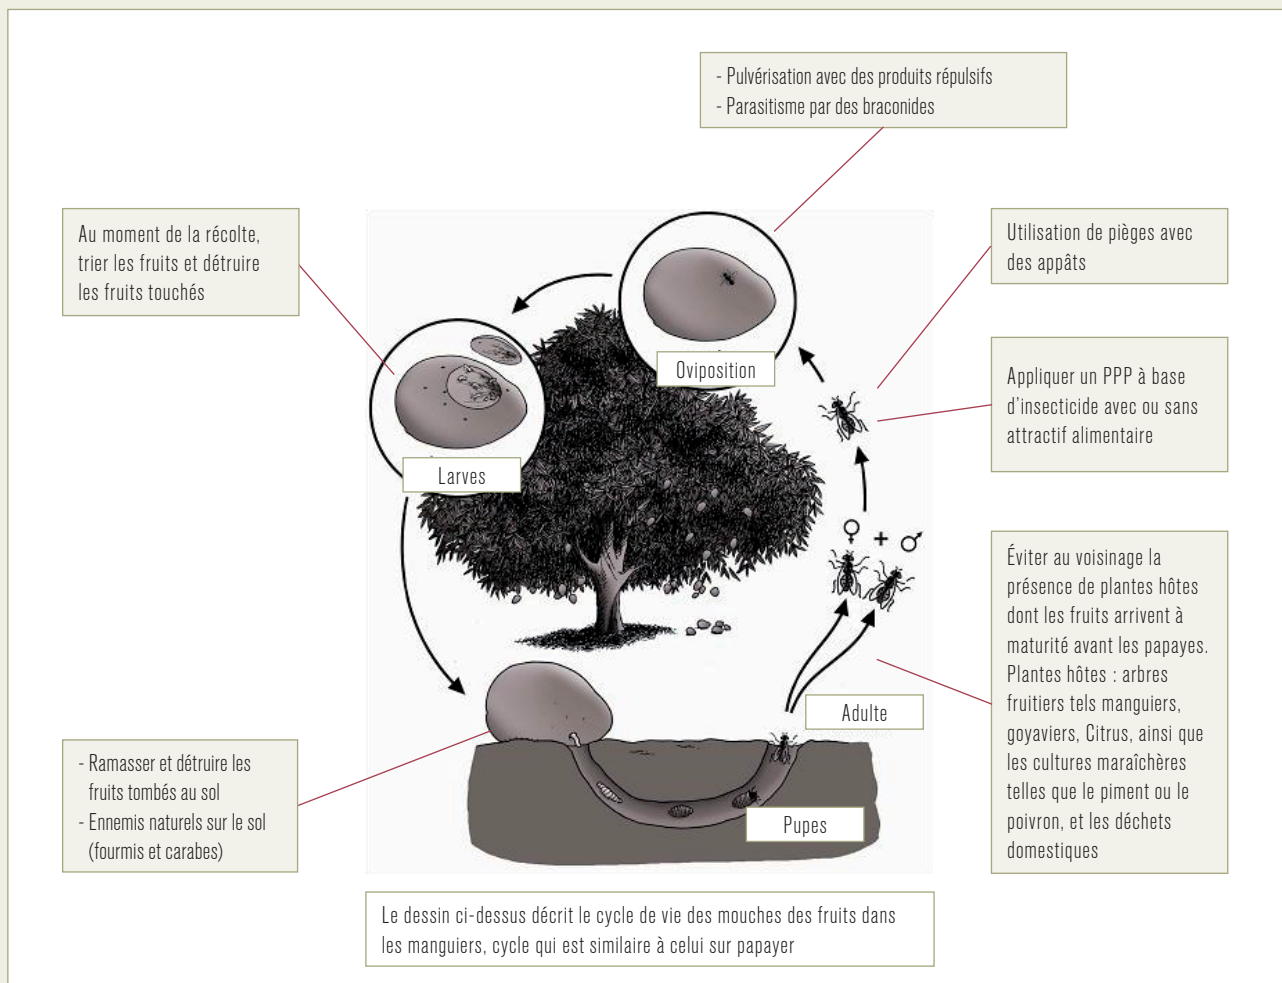 - Pulvérisation avec des produits répulsifs
- Parasitisme par des braconides
Au moment de la récolte,
trier les fruits et détruire
les fruits touchés
Utilisation de pièges avec
des appâts
Oviposition
Appliquer un PPP à base
d'insecticide avec ou sans
attractif alimentaire
Larves
♀ + ♂
Éviter au voisinage la
présence de plantes hôtes
dont les fruits arrivent à
maturité avant les papayes.
Plantes hôtes : arbres
fruitiers tels manguiers,
goyaviers, Citrus, ainsi que
les cultures maraîchères
telles que le piment ou le
poivron, et les déchets
domestiques
Adulte
- Ramasser et détruire les
fruits tombés au sol
- Ennemis naturels sur le sol
(fourmis et carabes)
Pupes
Le dessin ci-dessus décrit le cycle de vie des mouches des fruits dans
les manguiers, cycle qui est similaire à celui sur papayer